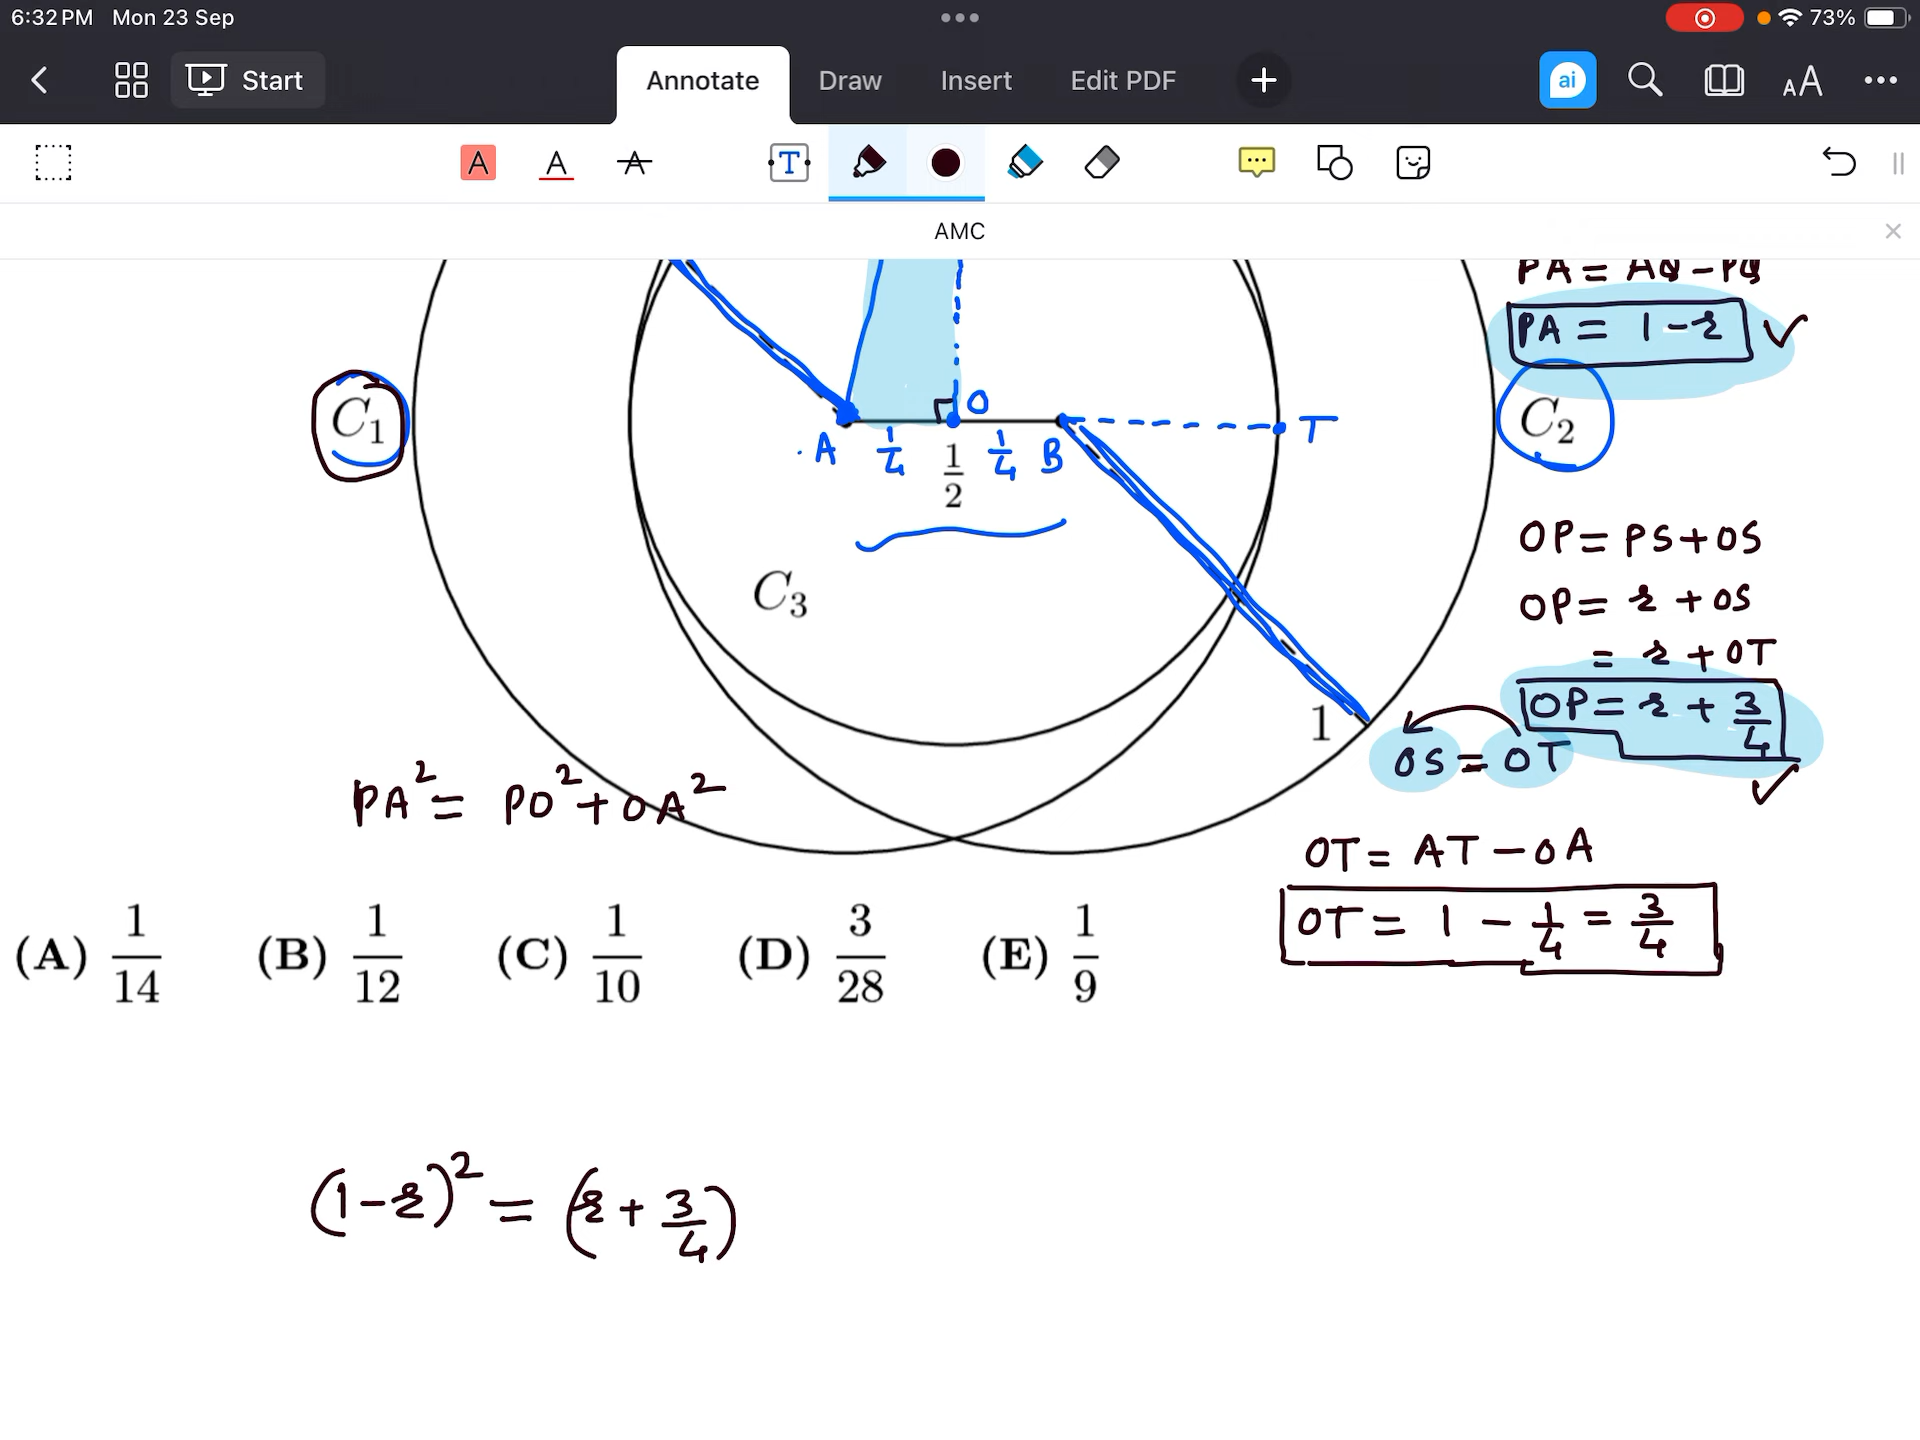 6:32 PM Mon 23 Sep
73%
Start
Annotate
Draw
Insert
Edit PDF
ai
AA
A A A
T
AMC
PA = AQ - PQ
PA = 1 - r
C1
C2
O
T
A 1/4 1/2 1/4 B
OP = PS + OS
C3
OP = r + OS
= r + OT
OP = r + 3/4
1
OS = OT
PA² = PO² + OA²
OT = AT - OA
OT = 1 - 1/4 = 3/4
(A) 1/14 (B) 1/12 (C) 1/10 (D) 3/28 (E) 1/9
(1-r)² = (r + 3/4)